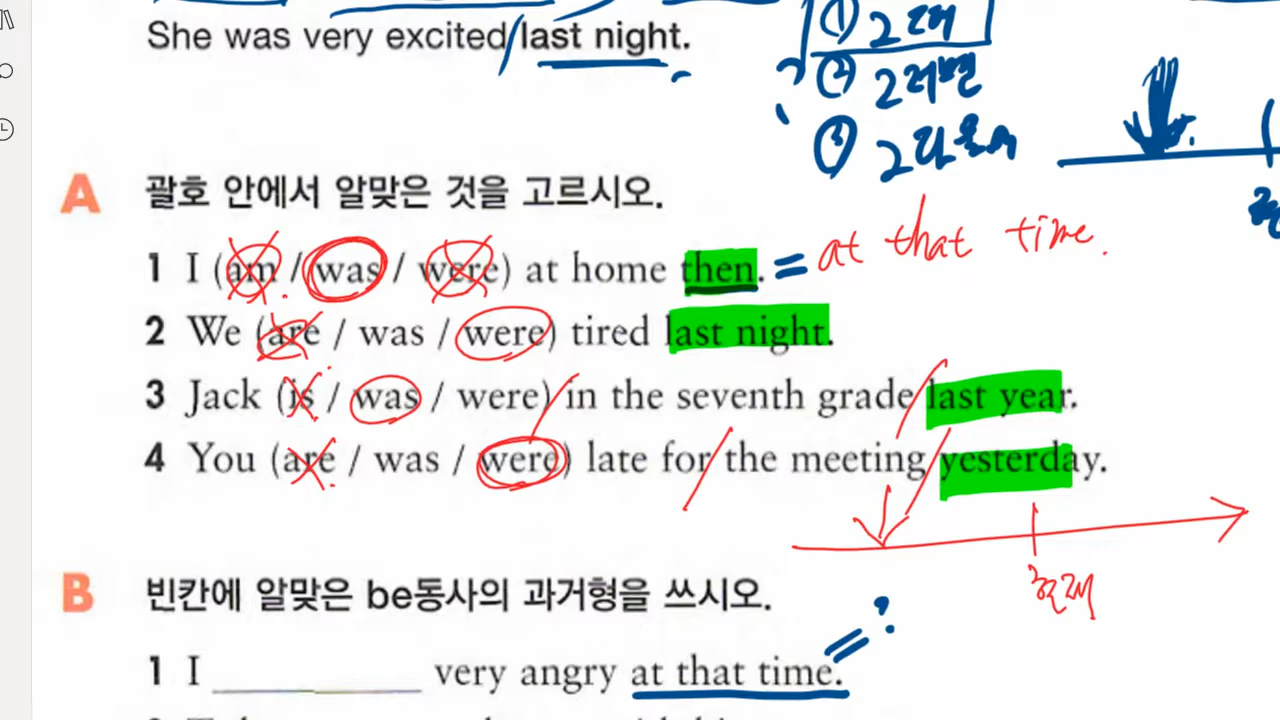 She was very excited last night.
① 그때
② 그러면
③ 그 다음에
A 괄호 안에서 알맞은 것을 고르시오.
1 I (am / was / were) at home then. = at that time.
2 We (are / was / were) tired last night.
3 Jack (is / was / were) in the seventh grade last year.
4 You (are / was / were) late for the meeting yesterday.
현재
B 빈칸에 알맞은 be동사의 과거형을 쓰시오.
1 I ____________ very angry at that time. = ?